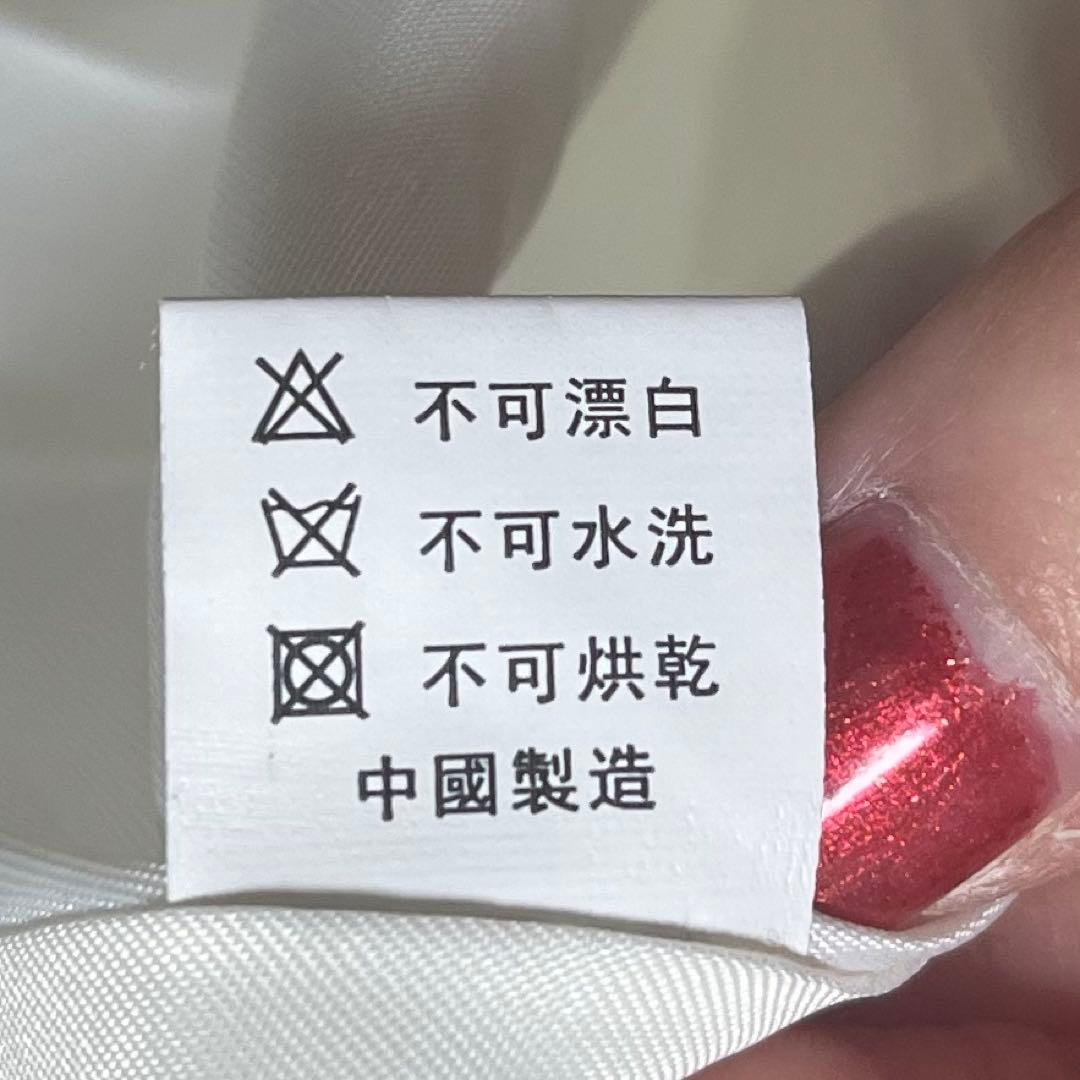 不可漂白
不可水洗
不可烘乾
中國製造